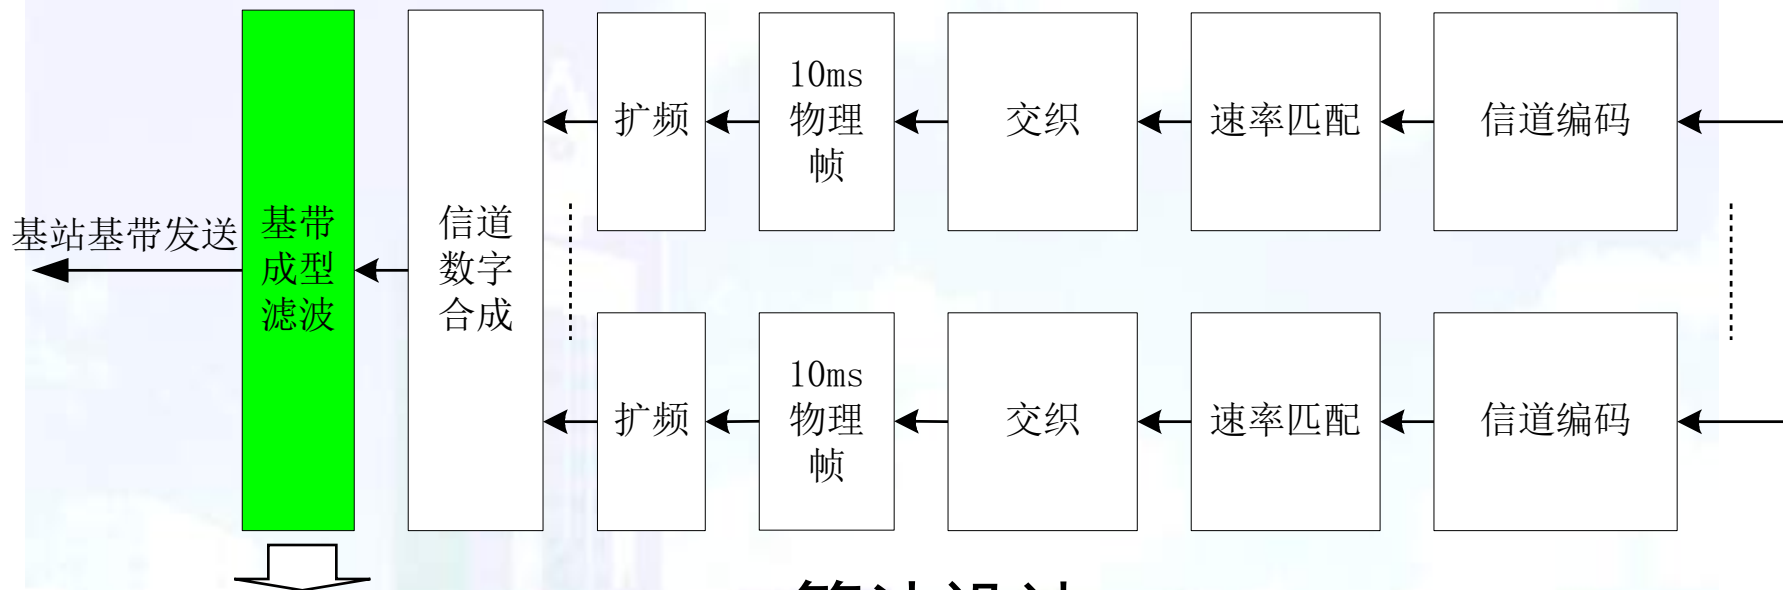 扩频
10ms
物理
帧
交织
速率匹配
信道编码
基站基带发送
基带
成型
滤波
信道
数字
合成
扩频
10ms
物理
帧
交织
速率匹配
信道编码